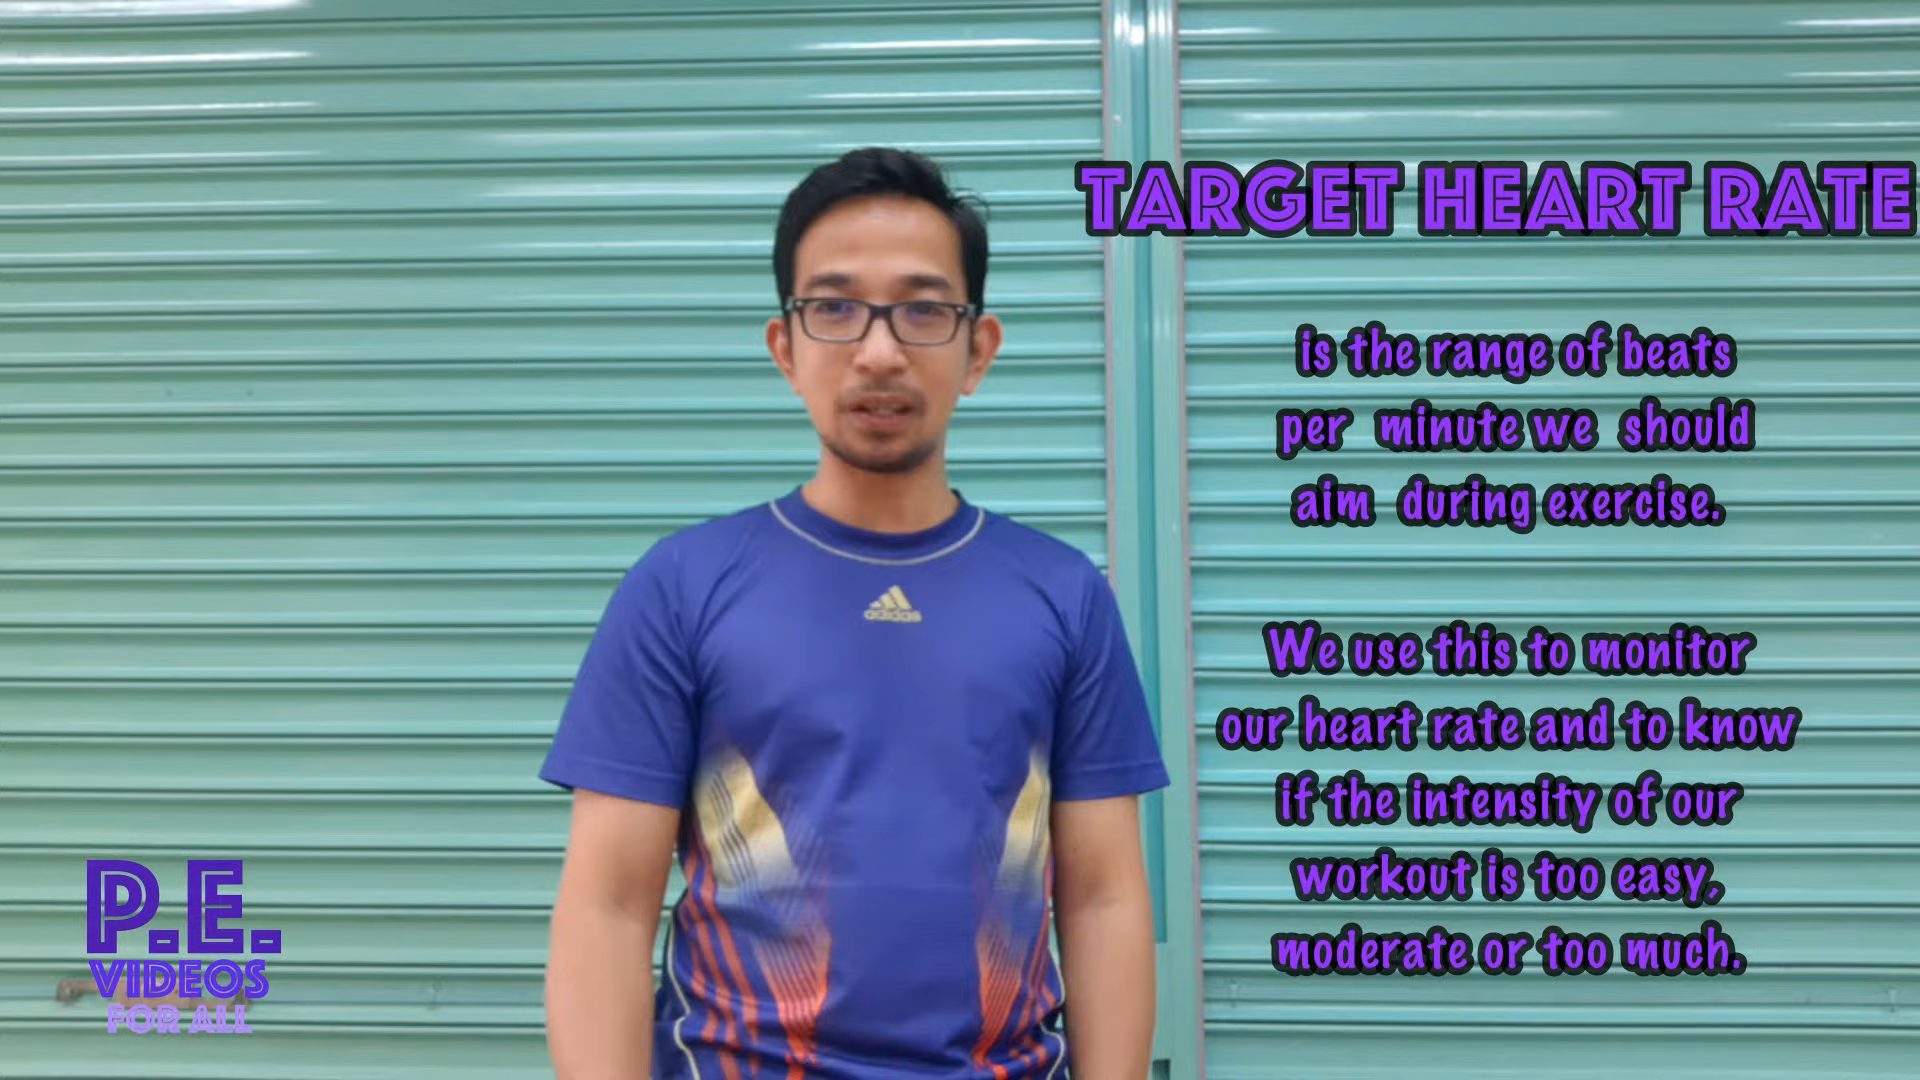 TARGET HEART RATE
is the range of beats
per minute we should
aim during exercise.
We use this to monitor
our heart rate and to know
if the intensity of our
workout is too easy,
moderate or too much.
adidas
P.E.
VIDEOS
FOR ALL